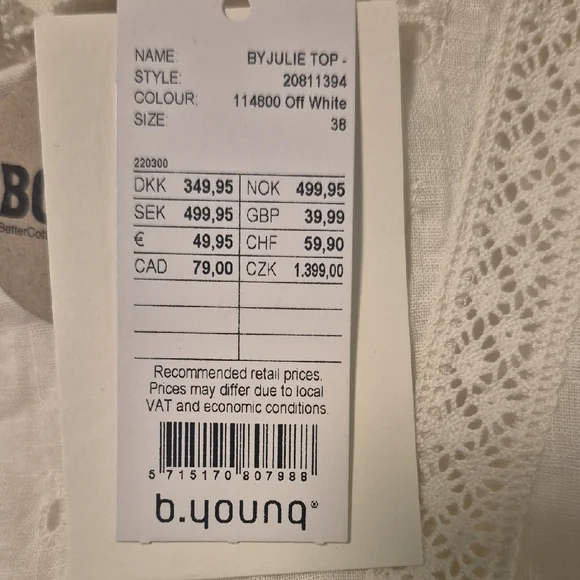 NAME: BYJULIE TOP -
STYLE: 20811394
COLOUR: 114800 Off White
SIZE: 38
220300
DKK 349,95 NOK 499,95
SEK 499,95 GBP 39,99
€ 49,95 CHF 59,90
CAD 79,00 CZK 1.399,00
Recommended retail prices.
Prices may differ due to local
VAT and economic conditions.
5 715170 807988
b.young®